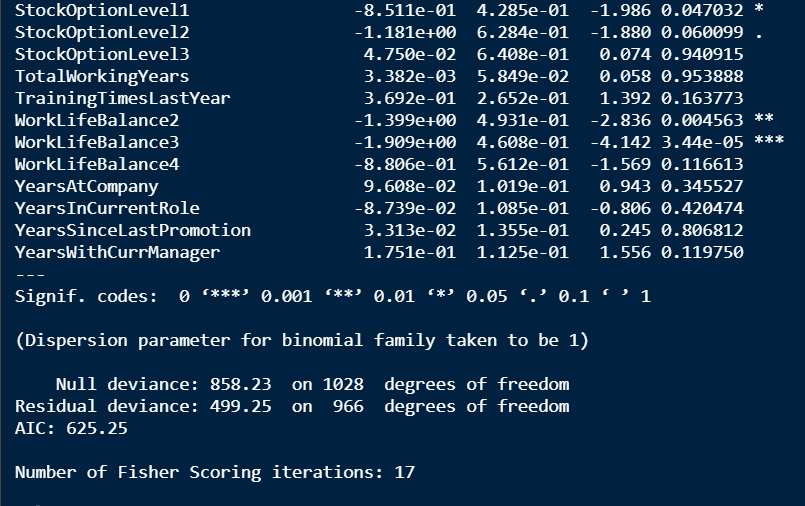 StockOptionLevel1 -8.511e-01 4.285e-01 -1.986 0.047032 *
StockOptionLevel2 -1.181e+00 6.284e-01 -1.880 0.060099 .
StockOptionLevel3 4.750e-02 6.408e-01 0.074 0.940915
TotalWorkingYears 3.382e-03 5.849e-02 0.058 0.953888
TrainingTimesLastYear 3.692e-01 2.652e-01 1.392 0.163773
WorkLifeBalance2 -1.399e+00 4.931e-01 -2.836 0.004563 **
WorkLifeBalance3 -1.909e+00 4.608e-01 -4.142 3.44e-05 ***
WorkLifeBalance4 -8.806e-01 5.612e-01 -1.569 0.116613
YearsAtCompany 9.608e-02 1.019e-01 0.943 0.345527
YearsInCurrentRole -8.739e-02 1.085e-01 -0.806 0.420474
YearsSinceLastPromotion 3.313e-02 1.355e-01 0.245 0.806812
YearsWithCurrManager 1.751e-01 1.125e-01 1.556 0.119750
---
Signif. codes: 0 ‘***’ 0.001 ‘**’ 0.01 ‘*’ 0.05 ‘.’ 0.1 ‘ ’ 1
(Dispersion parameter for binomial family taken to be 1)
Null deviance: 858.23 on 1028 degrees of freedom
Residual deviance: 499.25 on 966 degrees of freedom
AIC: 625.25
Number of Fisher Scoring iterations: 17